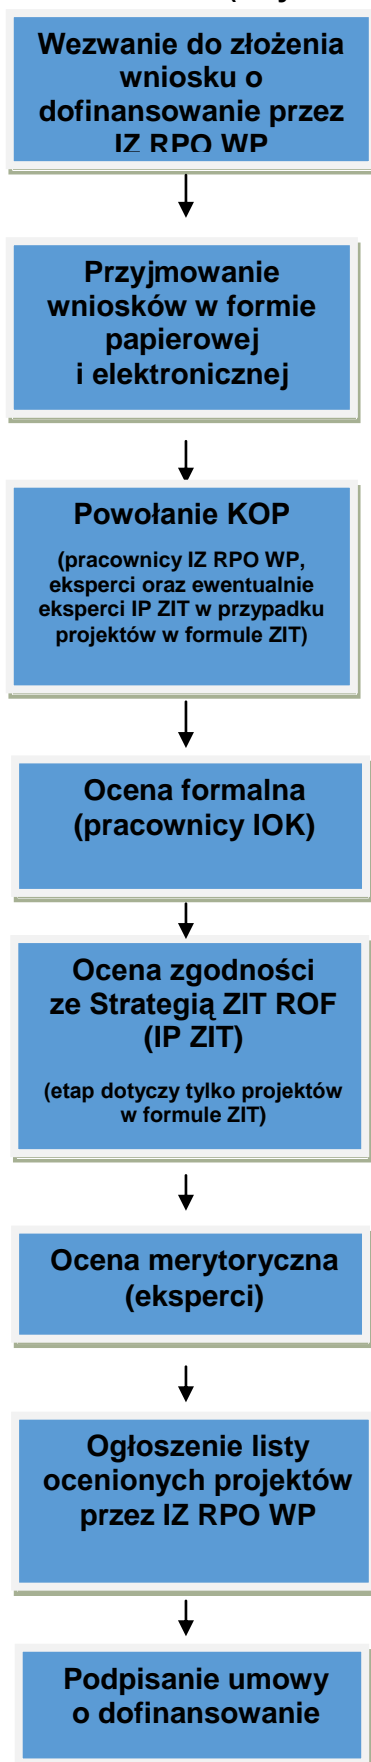 Wezwanie do złożenia
wniosku o
dofinansowanie przez
IZ RPO WP
Przyjmowanie
wniosków w formie
papierowej
i elektronicznej
Powołanie KOP
(pracownicy IZ RPO WP,
eksperci oraz ewentualnie
eksperci IP ZIT w przypadku
projektów w formule ZIT)
Ocena formalna
(pracownicy IOK)
Ocena zgodności
ze Strategią ZIT ROF
(IP ZIT)
(etap dotyczy tylko projektów
w formule ZIT)
Ocena merytoryczna
(eksperci)
Ogłoszenie listy
ocenionych projektów
przez IZ RPO WP
Podpisanie umowy
o dofinansowanie